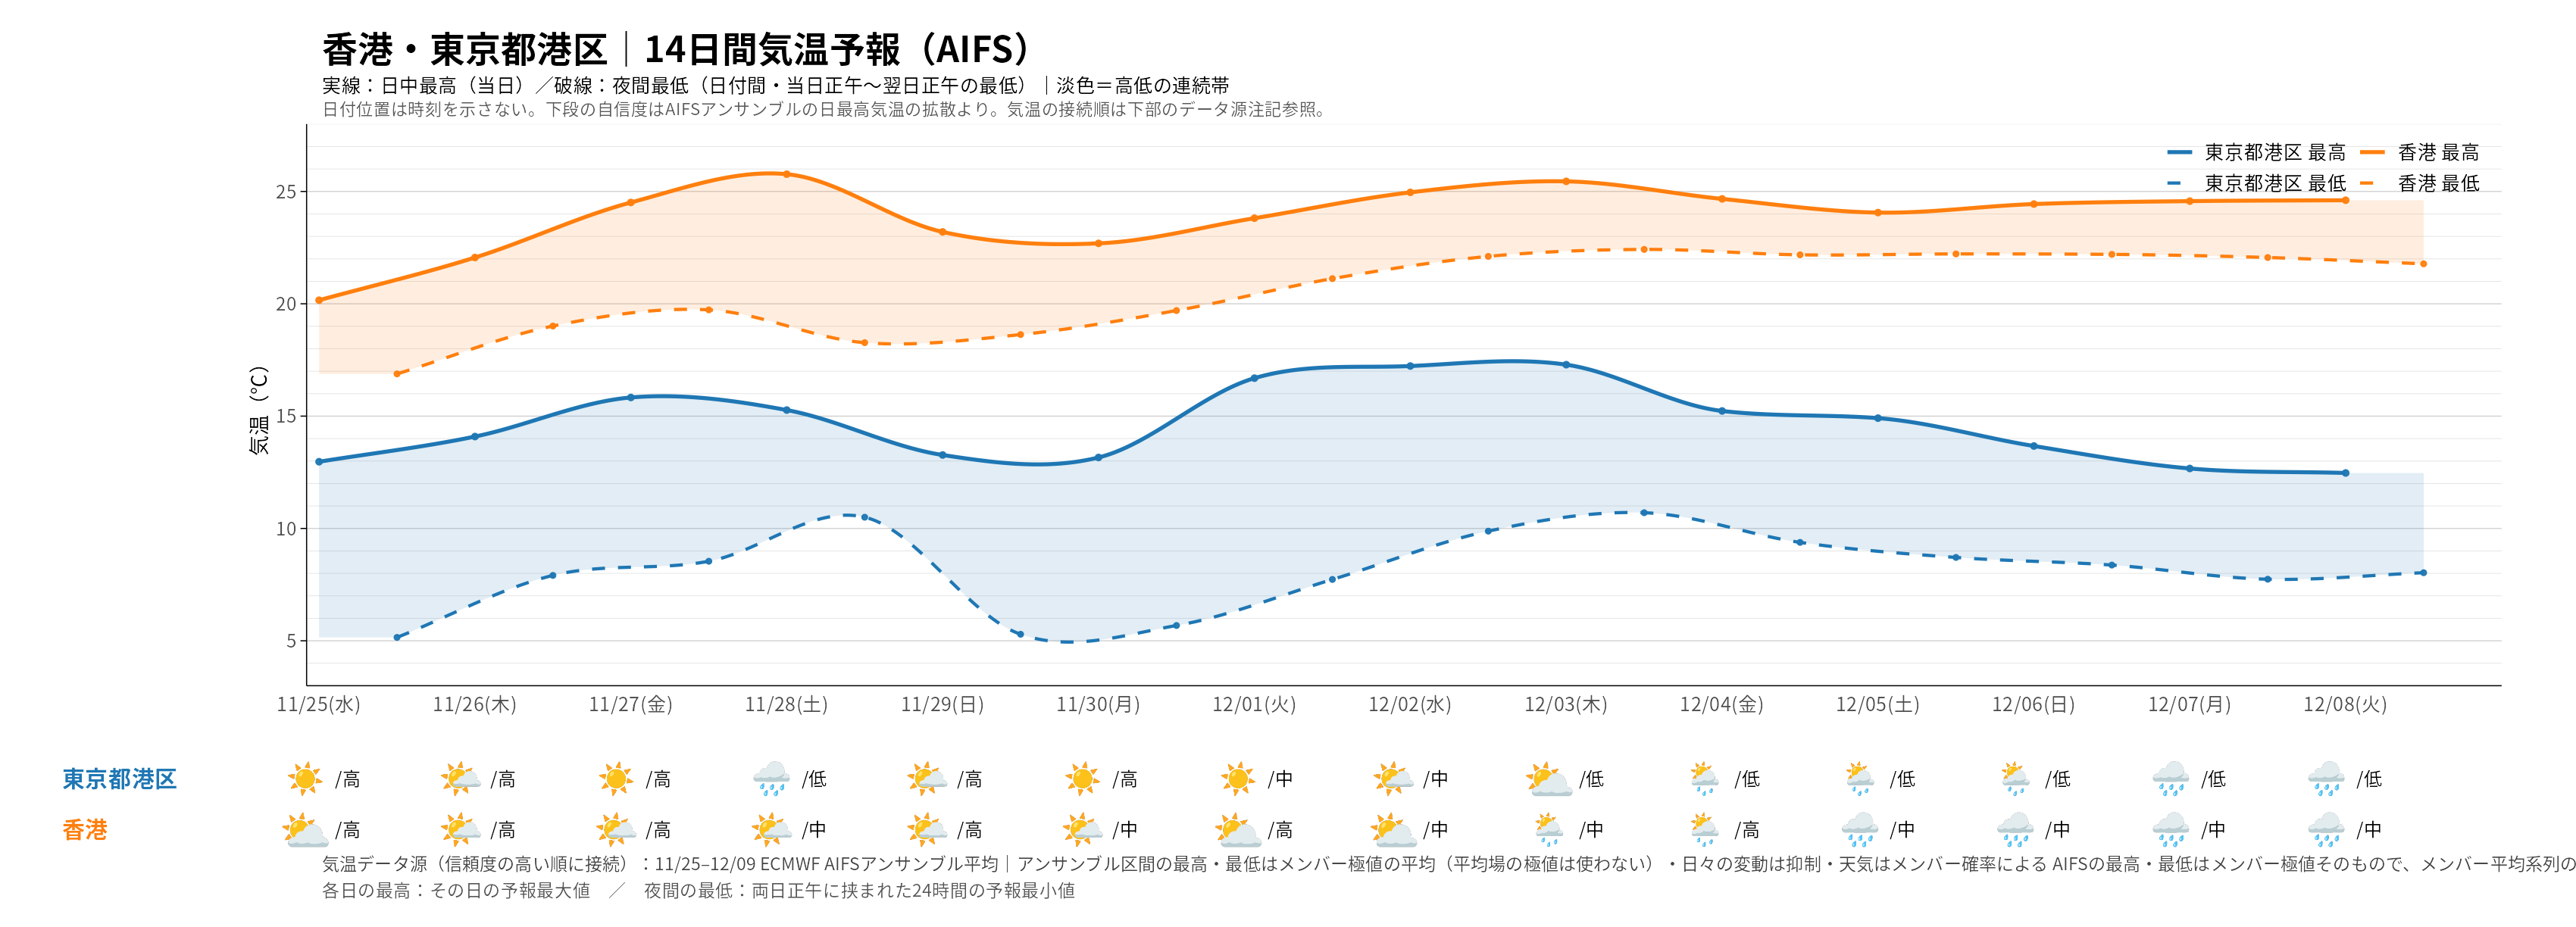 香港・東京都港区｜14日間気温予報（AIFS）
実線：日中最高（当日）／破線：夜間最低（日付間・当日正午～翌日正午の最低）｜淡色＝高低の連続帯
日付位置は時刻を示さない。下段の自信度はAIFSアンサンブルの日最高気温の拡散より。気温の接続順は下部のデータ源注記参照。
東京都港区 最高 香港 最高
東京都港区 最低 香港 最低
25
20
15
10
5
気温（°C）
11/25(水) 11/26(木) 11/27(金) 11/28(土) 11/29(日) 11/30(月) 12/01(火) 12/02(水) 12/03(木) 12/04(金) 12/05(土) 12/06(日) 12/07(月) 12/08(火)
東京都港区 /高 /高 /高 /低 /高 /高 /中 /中 /低 /低 /低 /低 /低 /低
香港 /高 /高 /高 /中 /高 /中 /高 /中 /中 /高 /中 /中 /中 /中
気温データ源（信頼度の高い順に接続）：11/25–12/09 ECMWF AIFSアンサンブル平均｜アンサンブル区間の最高・最低はメンバー極値の平均（平均場の極値は使わない）・日々の変動は抑制・天気はメンバー確率による AIFSの最高・最低はメンバー極値そのもので、メンバー平均系列の
各日の最高：その日の予報最大値　／　夜間の最低：両日正午に挟まれた24時間の予報最小値